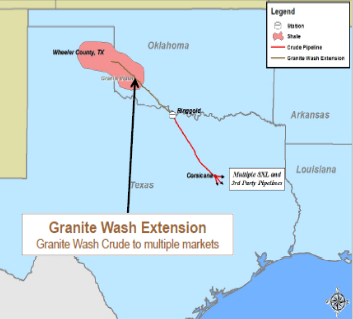 Legend
Station
Shale
Crude Pipeline
Granite Wash Extension
Oklahoma
Wheeler County, TX
Granite Wash
Ringgold
Arkansas
Corsicana
Multiple SXL and
3rd Party Pipelines
Louisiana
Texas
Granite Wash Extension
Granite Wash Crude to multiple markets